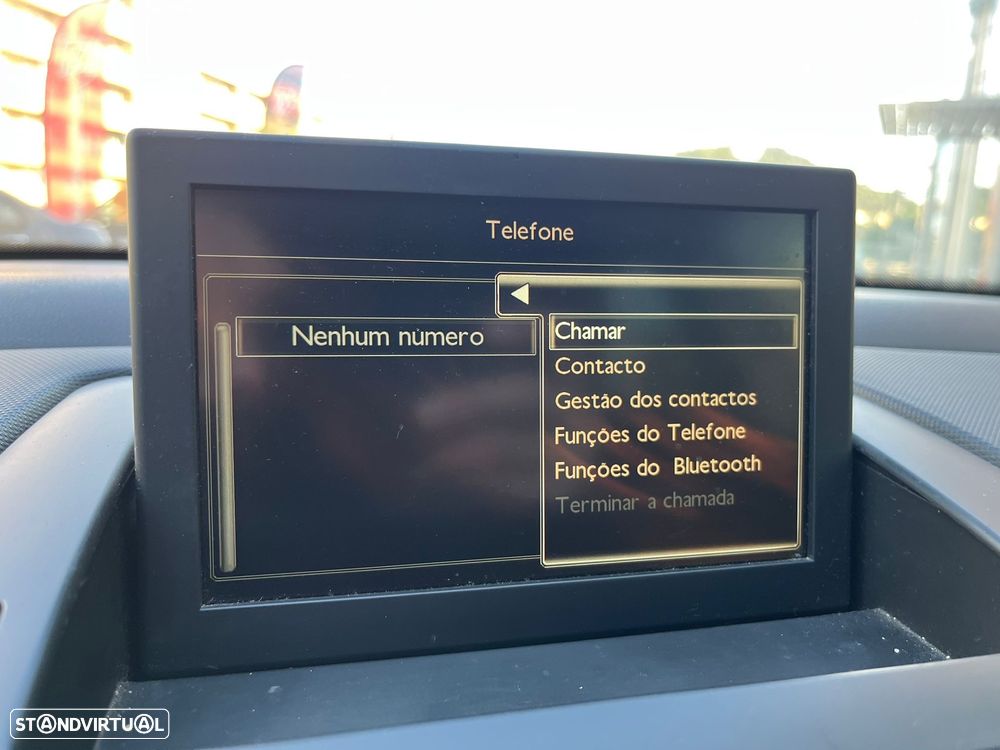 Telefone
Nenhum número
Chamar
Contacto
Gestão dos contactos
Funções do Telefone
Funções do Bluetooth
Terminar a chamada
STANDVIRTUAL